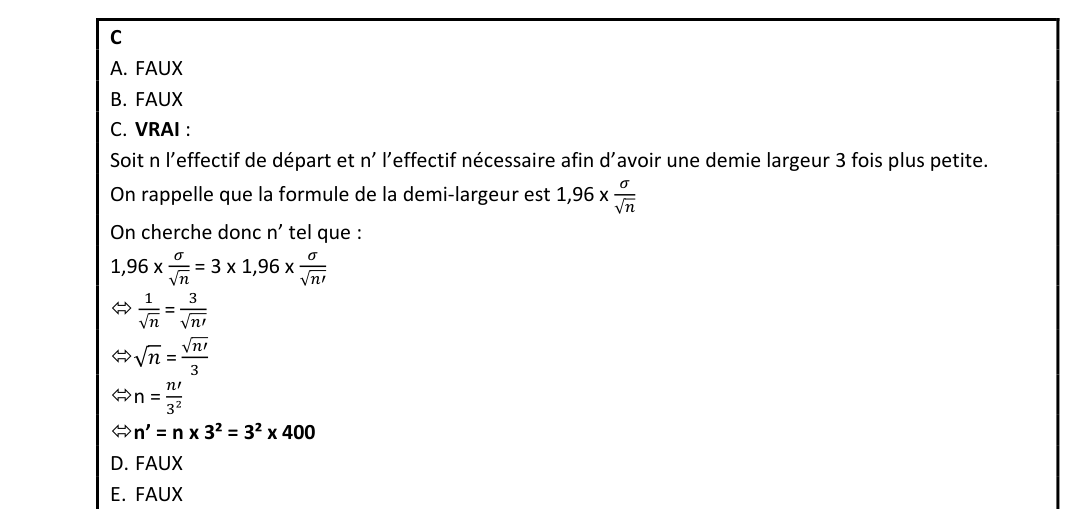 C
A. FAUX
B. FAUX
C. VRAI :
Soit n l’effectif de départ et n’ l’effectif nécessaire afin d’avoir une demie largeur 3 fois plus petite.
On rappelle que la formule de la demi-largeur est 1,96 x σ/√n
On cherche donc n’ tel que :
1,96 x σ/√n = 3 x 1,96 x σ/√n′
⬄ 1/√n = 3/√n′
⬄ √n = √n′/3
⬄ n = n′/3²
⬄ n’ = n x 3² = 3² x 400
D. FAUX
E. FAUX